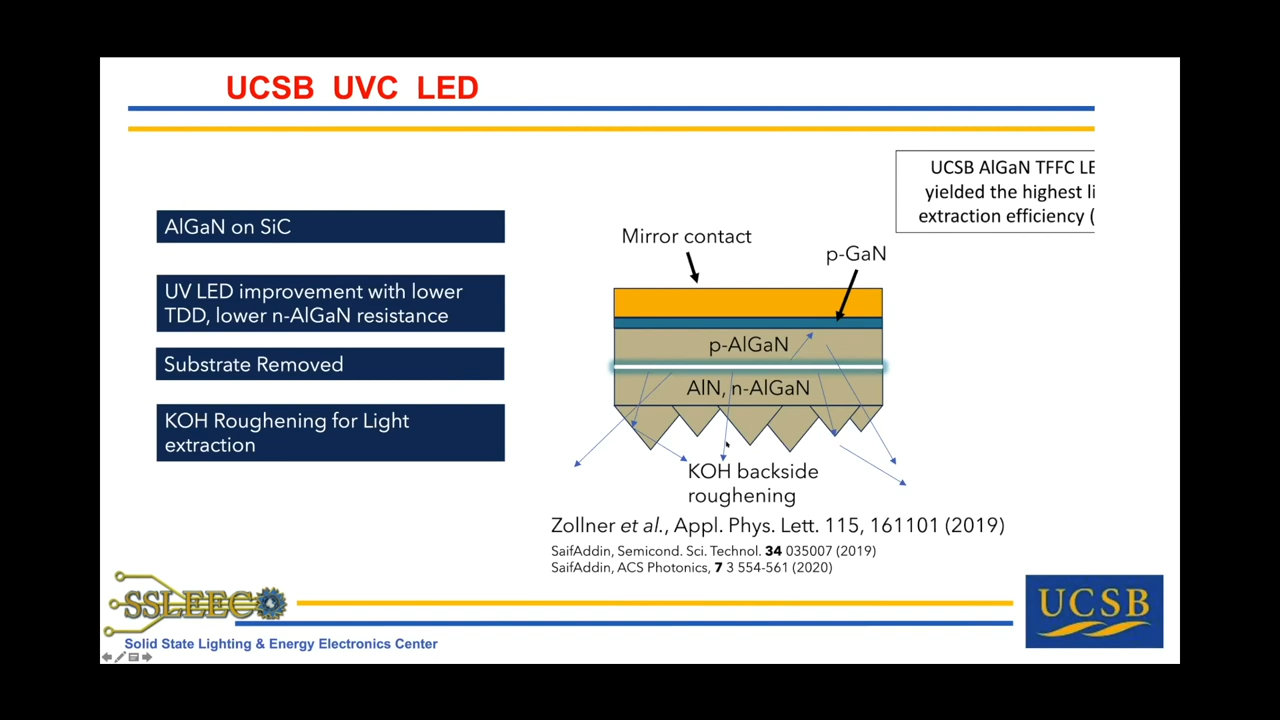 UCSB UVC LED
UCSB AlGaN TFFC LE
yielded the highest li
extraction efficiency (
AlGaN on SiC
UV LED improvement with lower
TDD, lower n-AlGaN resistance
Substrate Removed
KOH Roughening for Light
extraction
Mirror contact
p-GaN
p-AlGaN
AlN, n-AlGaN
KOH backside
roughening
Zollner et al., Appl. Phys. Lett. 115, 161101 (2019)
SaifAddin, Semicond. Sci. Technol. 34 035007 (2019)
SaifAddin, ACS Photonics, 7 3 554-561 (2020)
SSLEEC
Solid State Lighting & Energy Electronics Center
UCSB